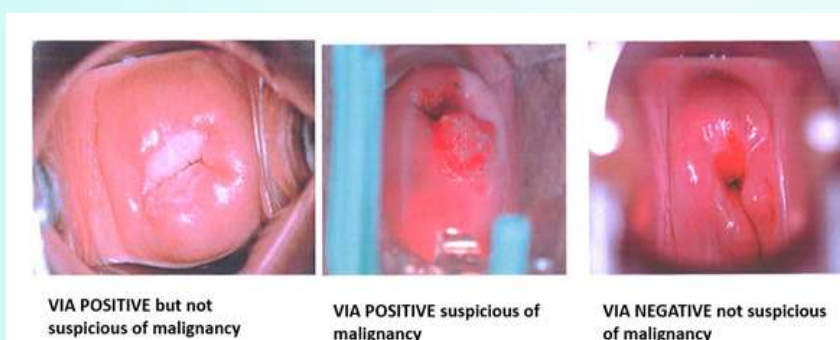 VIA POSITIVE but not
suspicious of malignancy
VIA POSITIVE suspicious of
malignancy
VIA NEGATIVE not suspicious
of malignancy